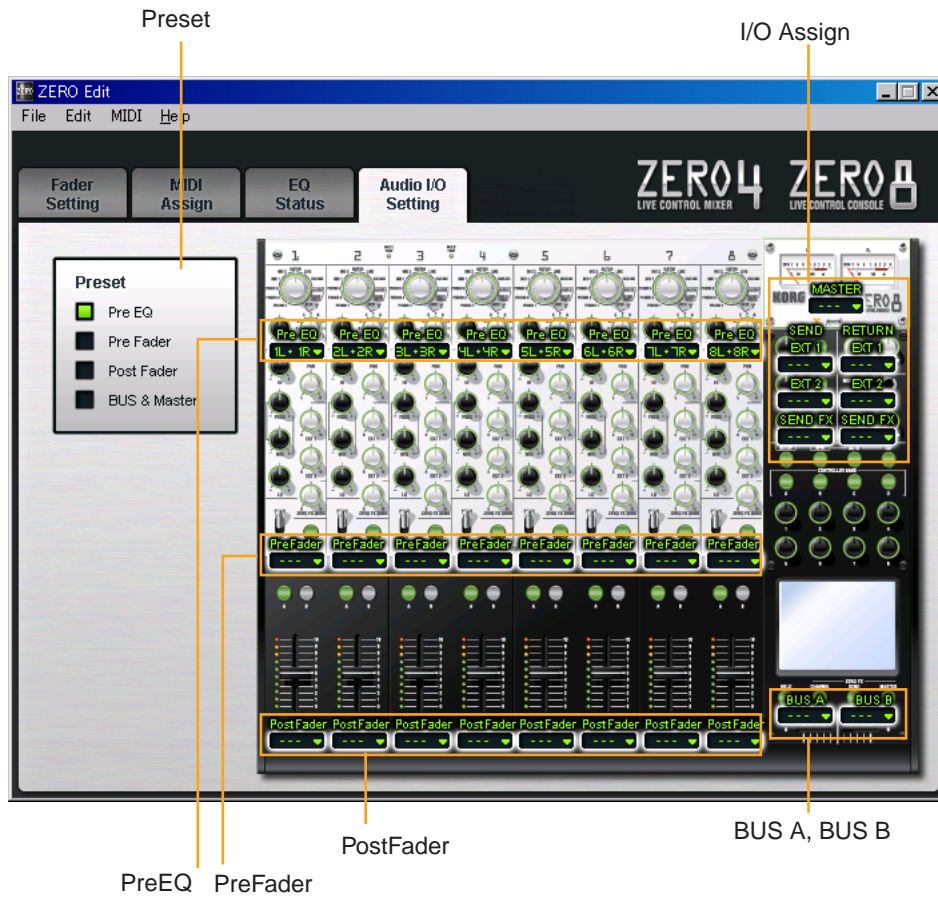 Preset
I/O Assign
ZERO Edit
File Edit MIDI Help
Fader Setting
MIDI Assign
EQ Status
Audio I/O Setting
ZERO4
LIVE CONTROL MIXER
ZERO8
LIVE CONTROL CONSOLE
Preset
Pre EQ
Pre Fader
Post Fader
BUS & Master
1 2 3 4 5 6 7 8
Pre EQ Pre EQ Pre EQ Pre EQ Pre EQ Pre EQ Pre EQ Pre EQ
1L+1R 2L+2R 3L+3R 4L+4R 5L+5R 6L+6R 7L+7R 8L+8R
PreFader PreFader PreFader PreFader PreFader PreFader PreFader PreFader
--- --- --- --- --- --- --- ---
A B A B A B A B A B A B A B A B
PostFader PostFader PostFader PostFader PostFader PostFader PostFader PostFader
--- --- --- --- --- --- --- ---
KORG
MASTER
---
ZERO8
SEND RETURN
EXT 1 EXT 1
--- ---
EXT 2 EXT 2
--- ---
SEND FX SEND FX
--- ---
CONTROLLER BANK
A B C D
ZERO FX
BUS A BUS B
--- ---
PostFader
BUS A, BUS B
PreEQ
PreFader